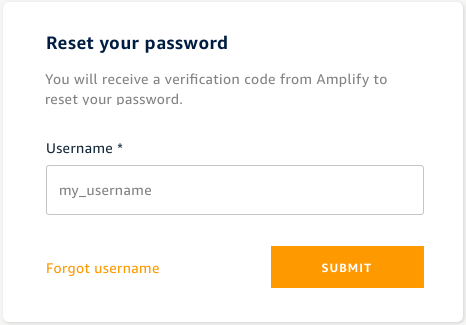 Reset your password
You will receive a verification code from Amplify to
reset your password.
Username *
my_username
Forgot username
SUBMIT